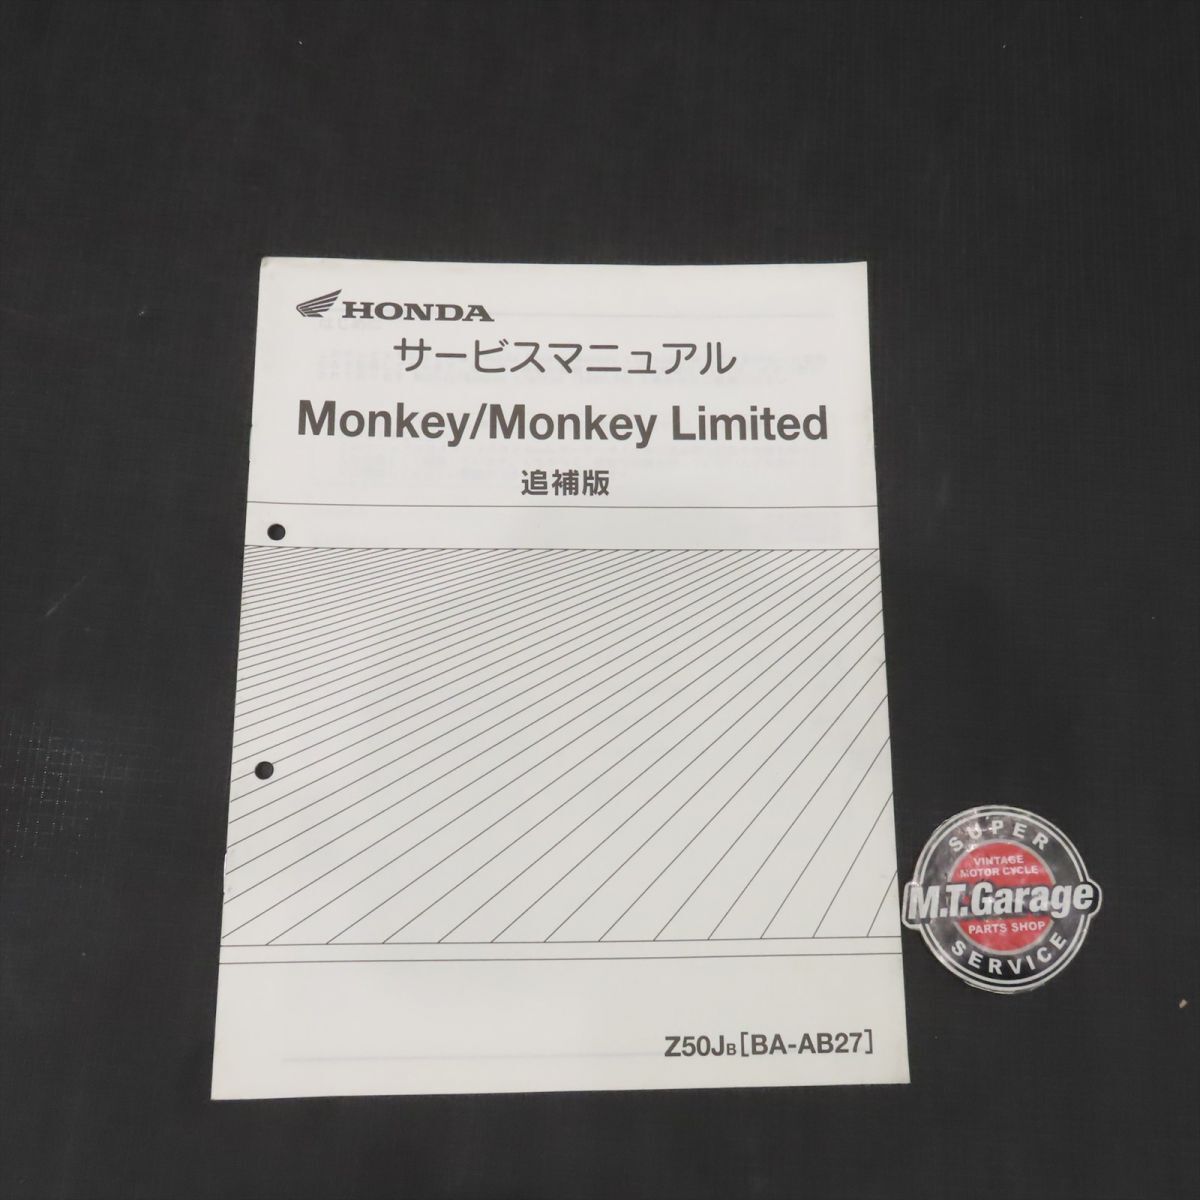 HONDA
サービスマニュアル
Monkey/Monkey Limited
追補版
Z50JB [BA-AB27]
SUPER
VINTAGE
MOTOR CYCLE
M.T.Garage
PARTS SHOP
SERVICE